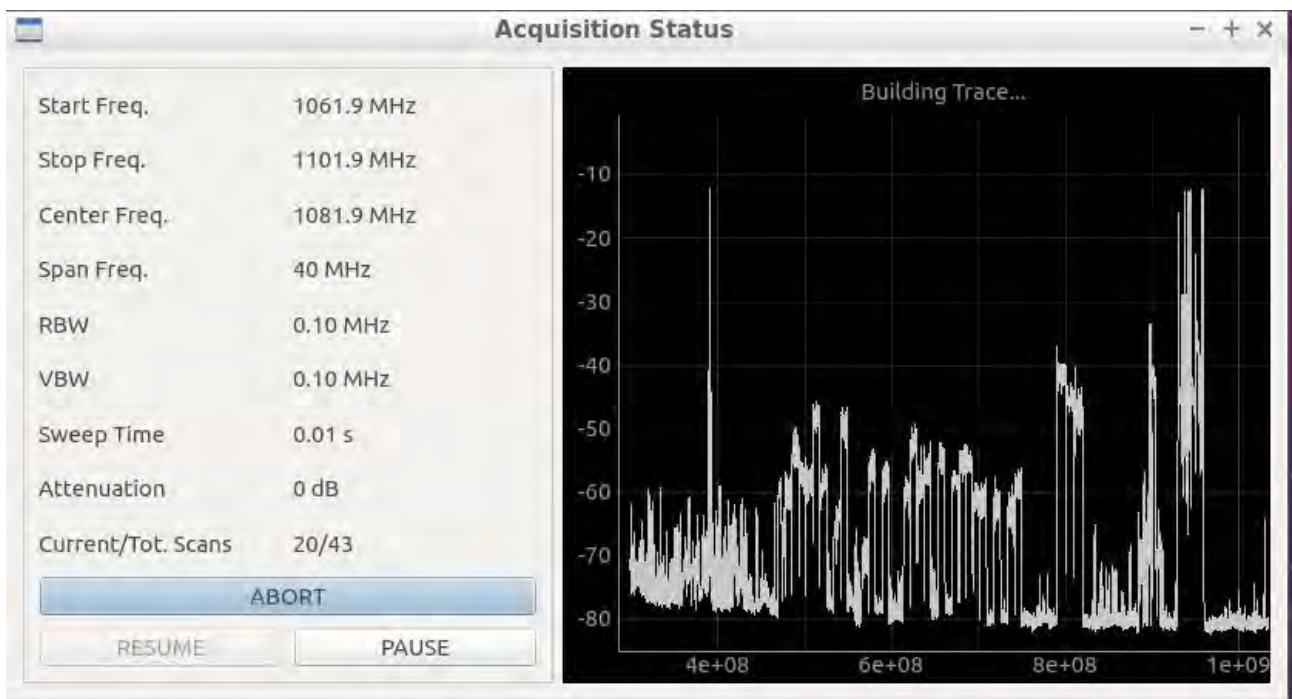 Acquisition Status
Start Freq. 1061.9 MHz
Stop Freq. 1101.9 MHz
Center Freq. 1081.9 MHz
Span Freq. 40 MHz
RBW 0.10 MHz
VBW 0.10 MHz
Sweep Time 0.01 s
Attenuation 0 dB
Current/Tot. Scans 20/43
ABORT
RESUME PAUSE
Building Trace...
-10
-20
-30
-40
-50
-60
-70
-80
4e+08 6e+08 8e+08 1e+09